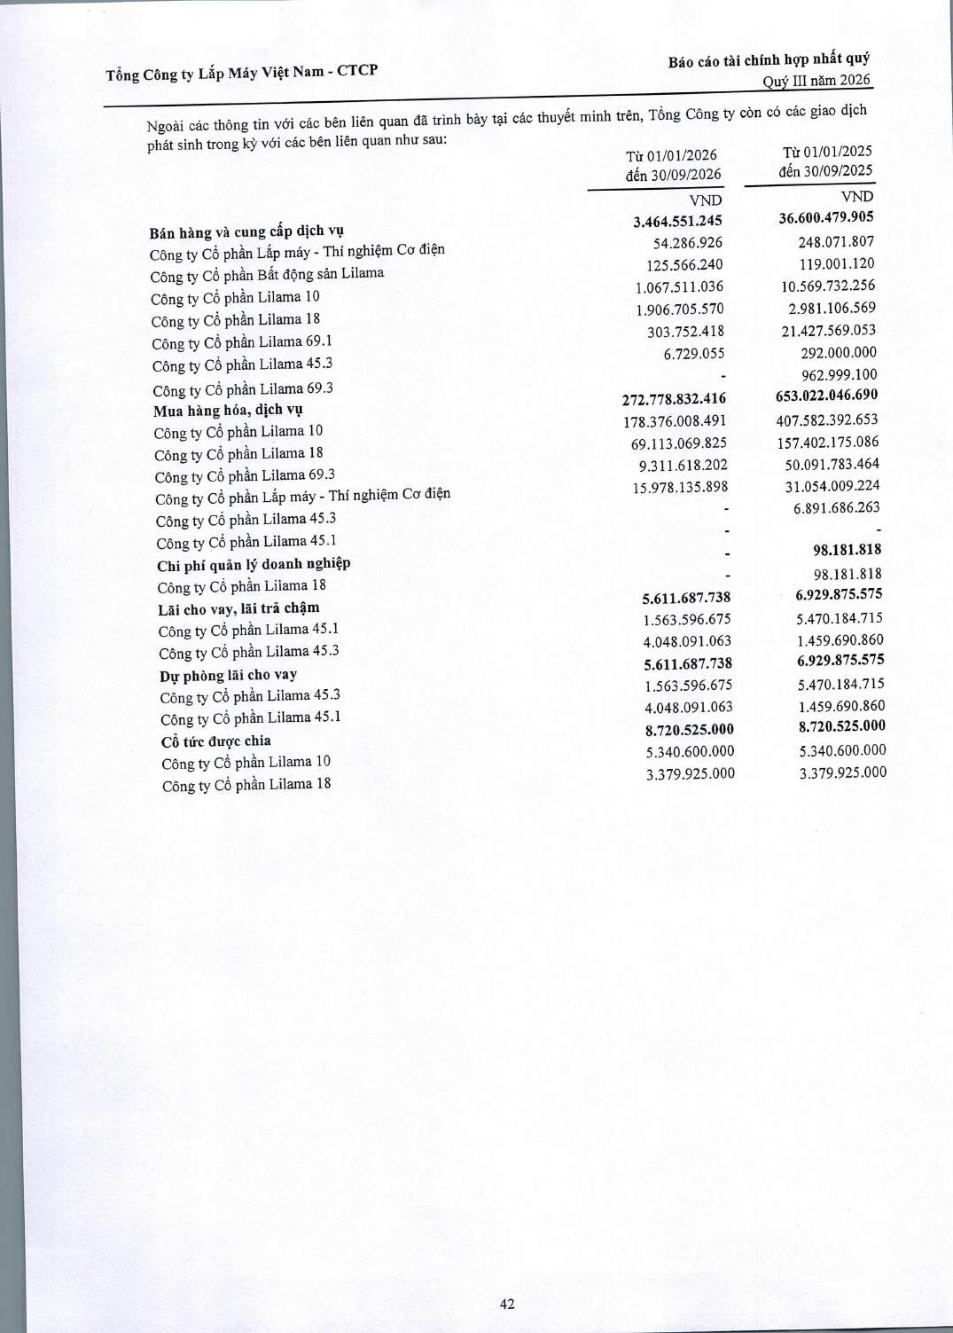 Tổng Công ty Lắp Máy Việt Nam - CTCP
Báo cáo tài chính hợp nhất quý
Quý III năm 2026
Ngoài các thông tin với các bên liên quan đã trình bày tại các thuyết minh trên, Tổng Công ty còn có các giao dịch
phát sinh trong kỳ với các bên liên quan như sau:
Từ 01/01/2026 Từ 01/01/2025
đến 30/09/2026 đến 30/09/2025
VND VND
Bán hàng và cung cấp dịch vụ 3.464.551.245 36.600.479.905
Công ty Cổ phần Lắp máy - Thí nghiệm Cơ điện 54.286.926 248.071.807
Công ty Cổ phần Bất động sản Lilama 125.566.240 119.001.120
Công ty Cổ phần Lilama 10 1.067.511.036 10.569.732.256
Công ty Cổ phần Lilama 18 1.906.705.570 2.981.106.569
Công ty Cổ phần Lilama 69.1 303.752.418 21.427.569.053
Công ty Cổ phần Lilama 45.3 6.729.055 292.000.000
Công ty Cổ phần Lilama 69.3 - 962.999.100
Mua hàng hóa, dịch vụ 272.778.832.416 653.022.046.690
Công ty Cổ phần Lilama 10 178.376.008.491 407.582.392.653
Công ty Cổ phần Lilama 18 69.113.069.825 157.402.175.086
Công ty Cổ phần Lilama 69.3 9.311.618.202 50.091.783.464
Công ty Cổ phần Lắp máy - Thí nghiệm Cơ điện 15.978.135.898 31.054.009.224
Công ty Cổ phần Lilama 45.3 - 6.891.686.263
Công ty Cổ phần Lilama 45.1 - -
Chi phí quản lý doanh nghiệp - 98.181.818
Công ty Cổ phần Lilama 18 - 98.181.818
Lãi cho vay, lãi trả chậm 5.611.687.738 6.929.875.575
Công ty Cổ phần Lilama 45.1 1.563.596.675 5.470.184.715
Công ty Cổ phần Lilama 45.3 4.048.091.063 1.459.690.860
Dự phòng lãi cho vay 5.611.687.738 6.929.875.575
Công ty Cổ phần Lilama 45.3 1.563.596.675 5.470.184.715
Công ty Cổ phần Lilama 45.1 4.048.091.063 1.459.690.860
Cổ tức được chia 8.720.525.000 8.720.525.000
Công ty Cổ phần Lilama 10 5.340.600.000 5.340.600.000
Công ty Cổ phần Lilama 18 3.379.925.000 3.379.925.000
42